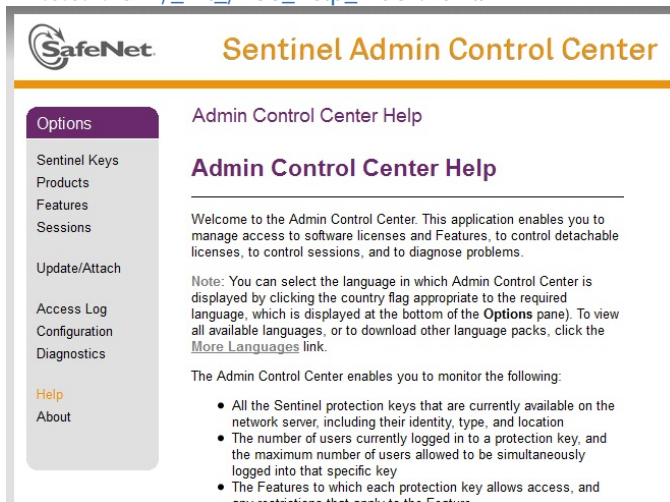 SafeNet.
Sentinel Admin Control Center
Options
Sentinel Keys
Products
Features
Sessions
Update/Attach
Access Log
Configuration
Diagnostics
Help
About
Admin Control Center Help
Admin Control Center Help
Welcome to the Admin Control Center. This application enables you to
manage access to software licenses and Features, to control detachable
licenses, to control sessions, and to diagnose problems.
Note: You can select the language in which Admin Control Center is
displayed by clicking the country flag appropriate to the required
language, which is displayed at the bottom of the Options pane). To view
all available languages, or to download other language packs, click the
More Languages link.
The Admin Control Center enables you to monitor the following:
● All the Sentinel protection keys that are currently available on the
network server, including their identity, type, and location
● The number of users currently logged in to a protection key, and
the maximum number of users allowed to be simultaneously
logged into that specific key
● The Features to which each protection key allows access, and
any restrictions that apply to the Feature